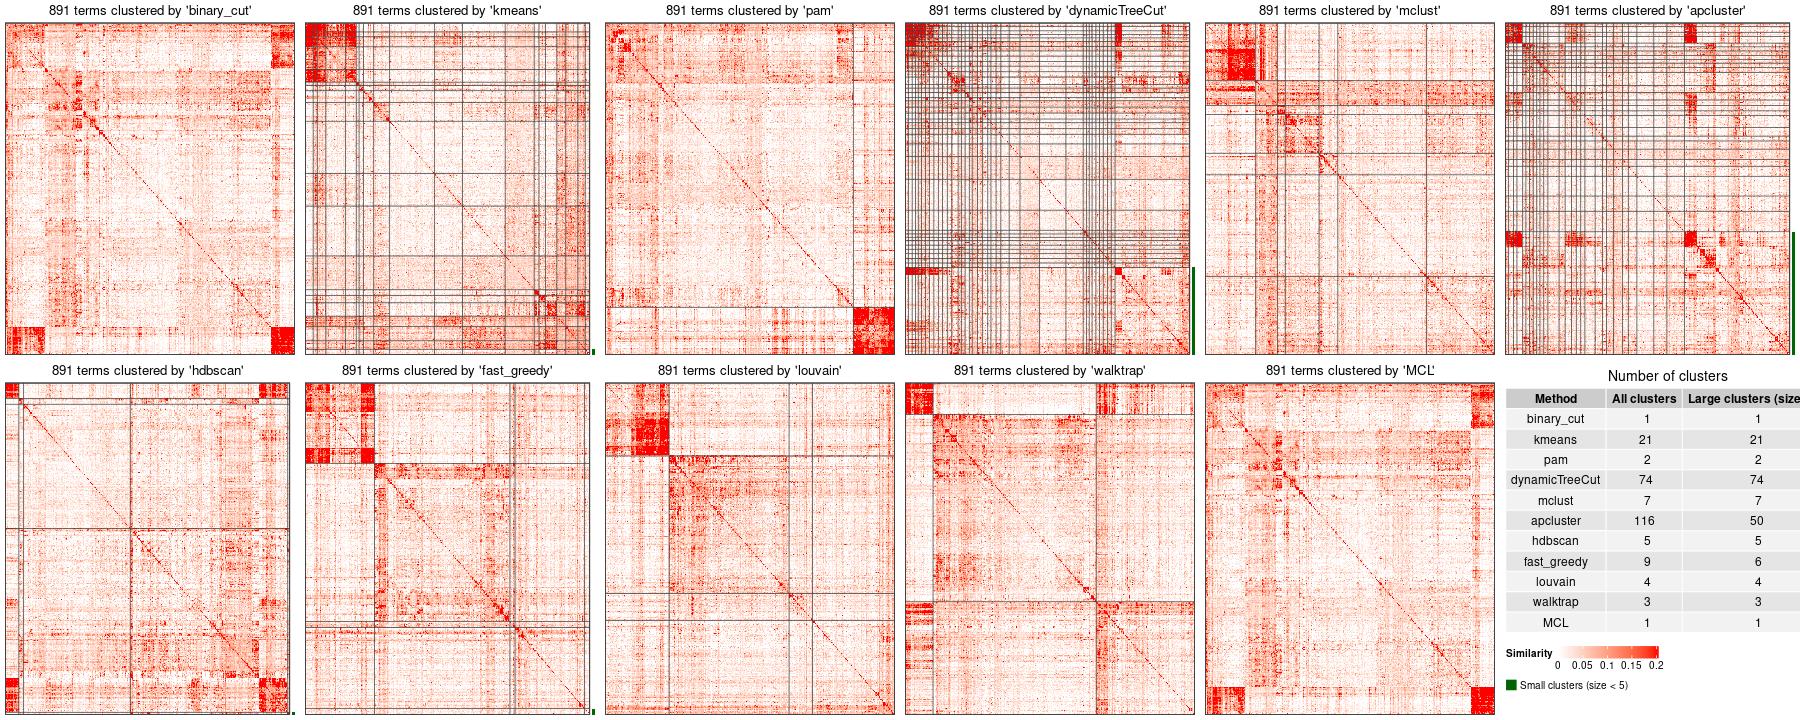 891 terms clustered by 'binary_cut'
891 terms clustered by 'kmeans'
891 terms clustered by 'pam'
891 terms clustered by 'dynamicTreeCut'
891 terms clustered by 'mclust'
891 terms clustered by 'apcluster'
891 terms clustered by 'hdbscan'
891 terms clustered by 'fast_greedy'
891 terms clustered by 'louvain'
891 terms clustered by 'walktrap'
891 terms clustered by 'MCL'
Number of clusters
Method All clusters Large clusters (size
binary_cut 1 1
kmeans 21 21
pam 2 2
dynamicTreeCut 74 74
mclust 7 7
apcluster 116 50
hdbscan 5 5
fast_greedy 9 6
louvain 4 4
walktrap 3 3
MCL 1 1
Similarity
0 0.05 0.1 0.15 0.2
Small clusters (size < 5)